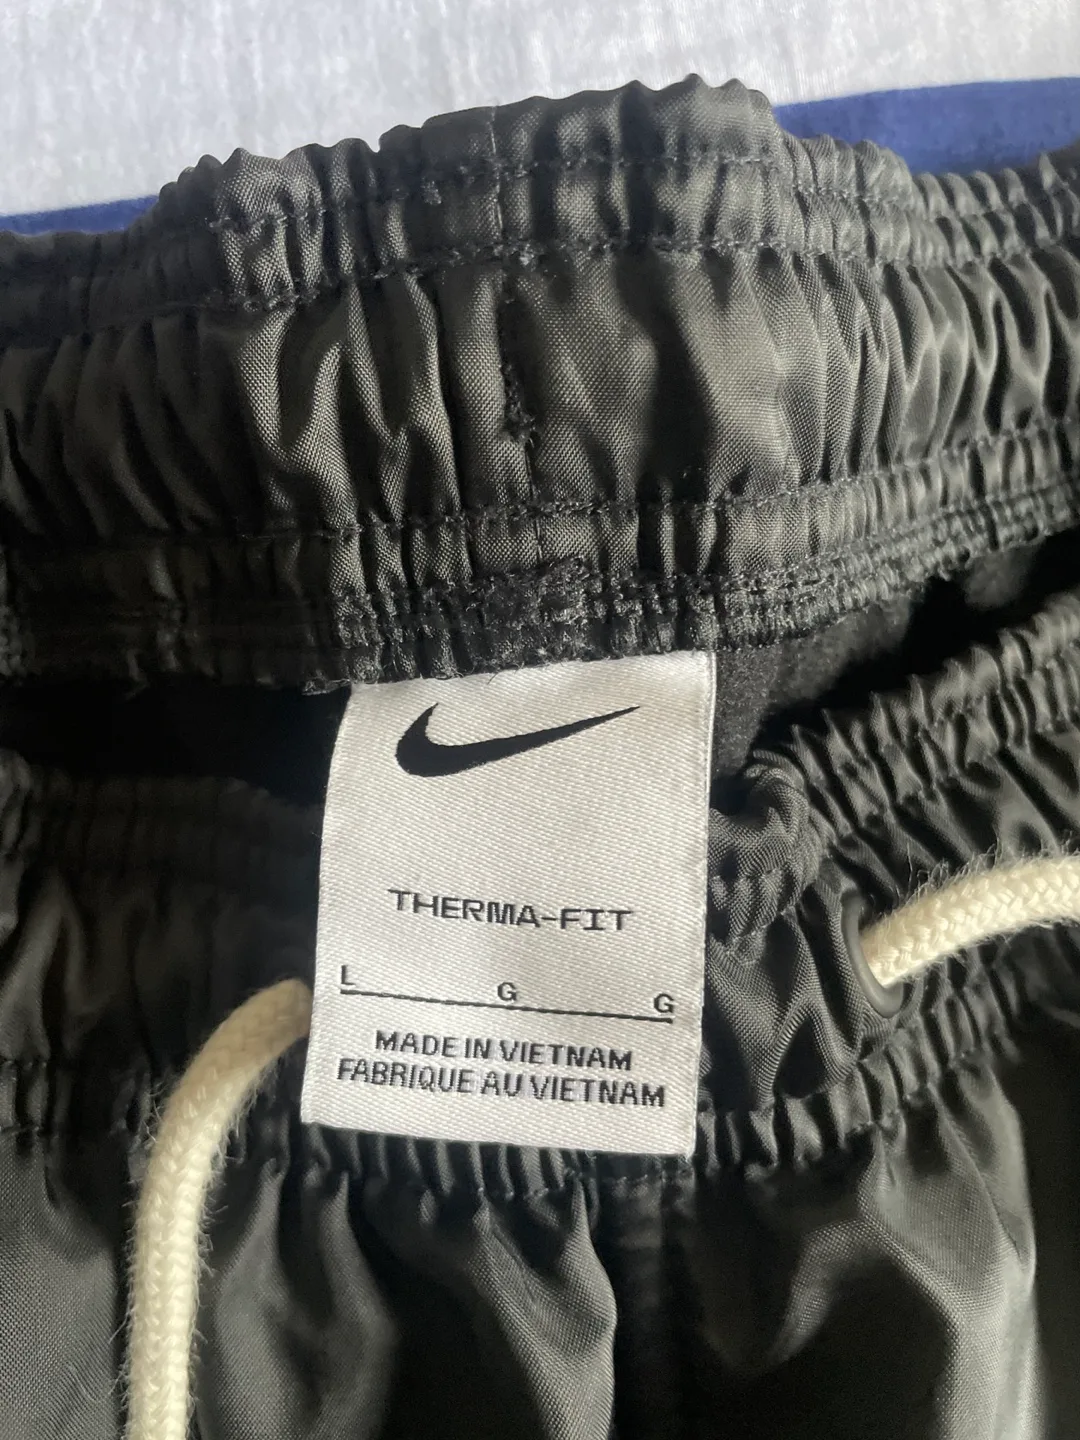 THERMA-FIT
L G G
MADE IN VIETNAM
FABRIQUE AU VIETNAM